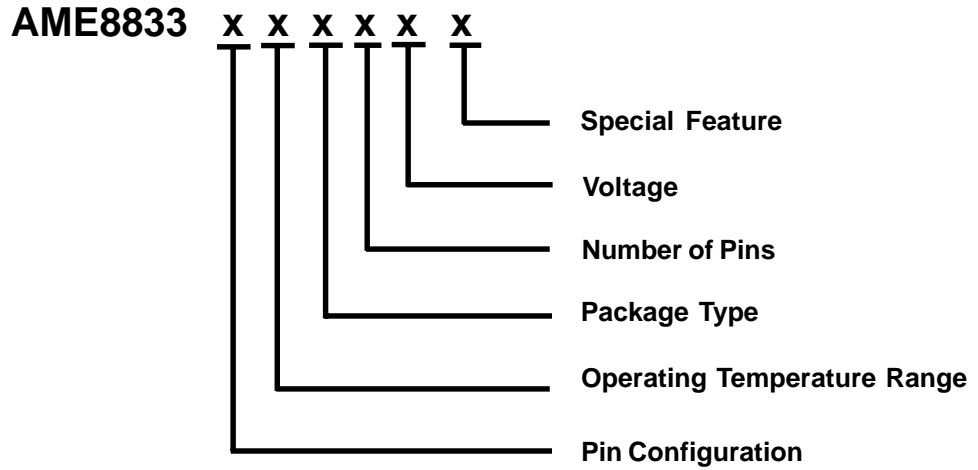 AME8833 x x x x x x
Special Feature
Voltage
Number of Pins
Package Type
Operating Temperature Range
Pin Configuration